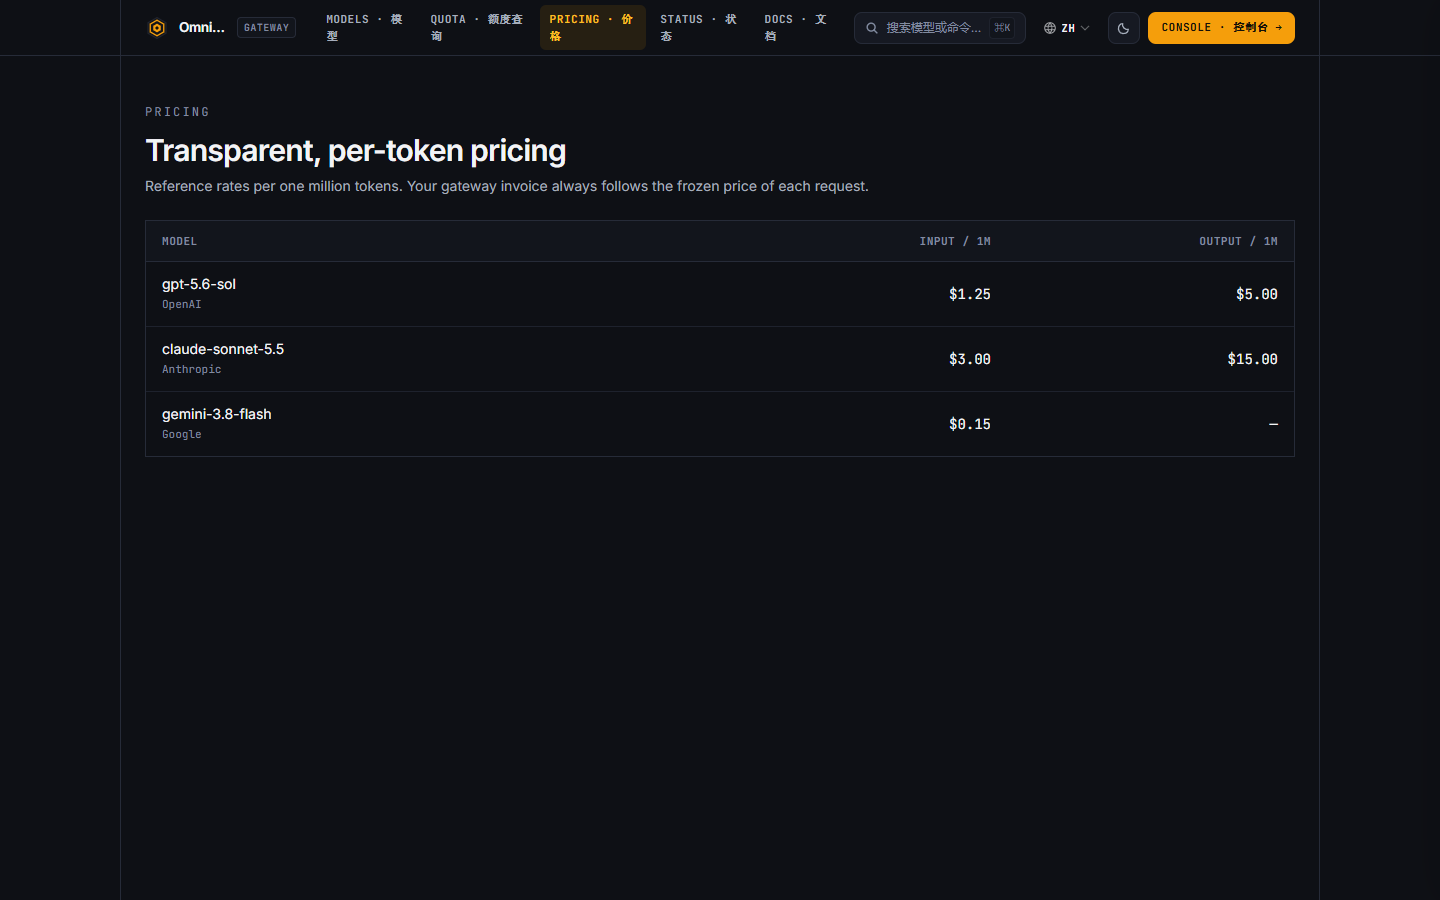 Omni...
GATEWAY
MODELS · 模
型
QUOTA · 额度查
询
PRICING · 价
格
STATUS · 状
态
DOCS · 文
档
搜索模型或命令... ⌘K
ZH
CONSOLE · 控制台 →
PRICING
Transparent, per-token pricing
Reference rates per one million tokens. Your gateway invoice always follows the frozen price of each request.
MODEL INPUT / 1M OUTPUT / 1M
gpt-5.6-sol
OpenAI
$1.25 $5.00
claude-sonnet-5.5
Anthropic
$3.00 $15.00
gemini-3.8-flash
Google
$0.15 —